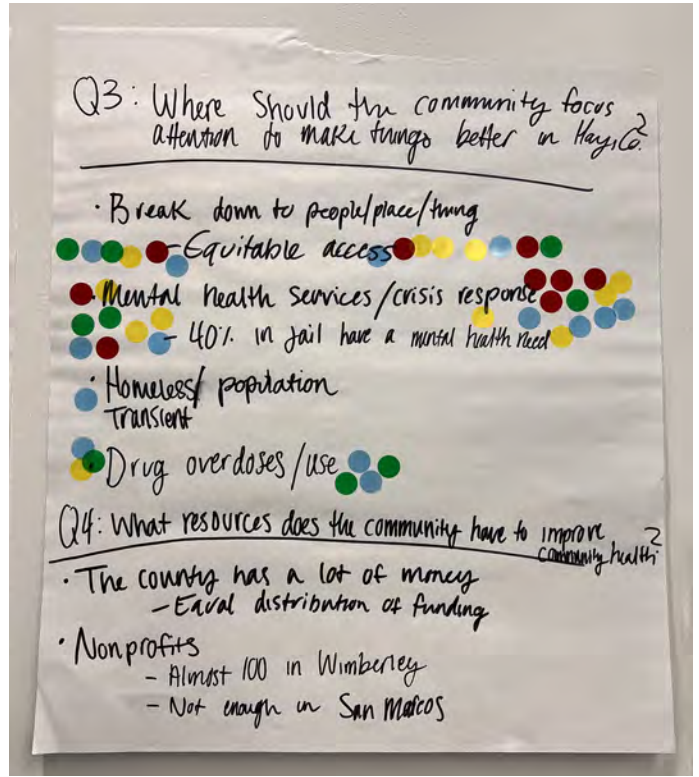 Q3: Where should the community focus
attention to make things better in Hays Co?
· Break down to people/place/thing
- Equitable access
· Mental health services/crisis response
- 40% in jail have a mental health need
· Homeless/ population
Transient
· Drug overdoses/use
Q4: What resources does the community have to improve
community health?
· The county has a lot of money
- Equal distribution of funding
· Nonprofits
- Almost 100 in Wimberley
- Not enough in San Marcos